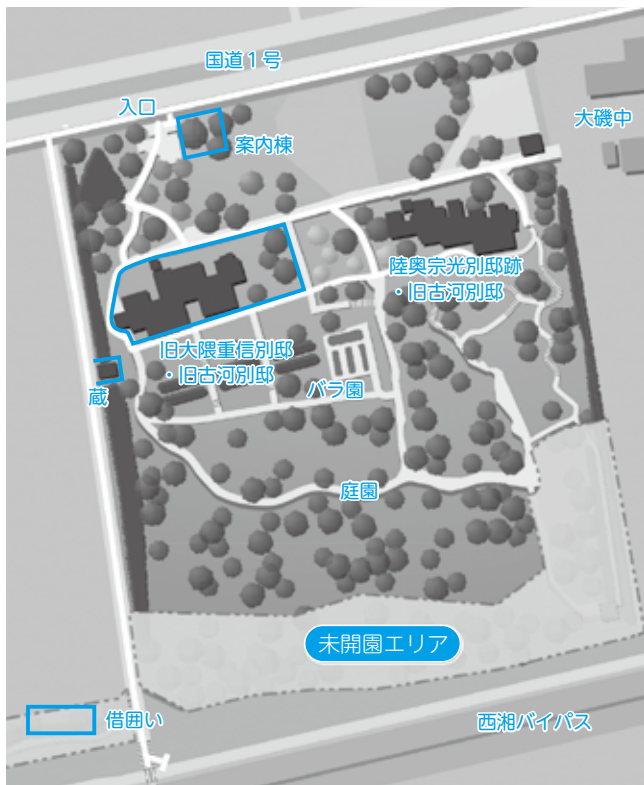 国道1号
入口
案内棟
大磯中
陸奥宗光別邸跡
・旧古河別邸
旧大隈重信別邸
・旧古河別邸
蔵
バラ園
庭園
未開園エリア
借囲い
西湘バイパス